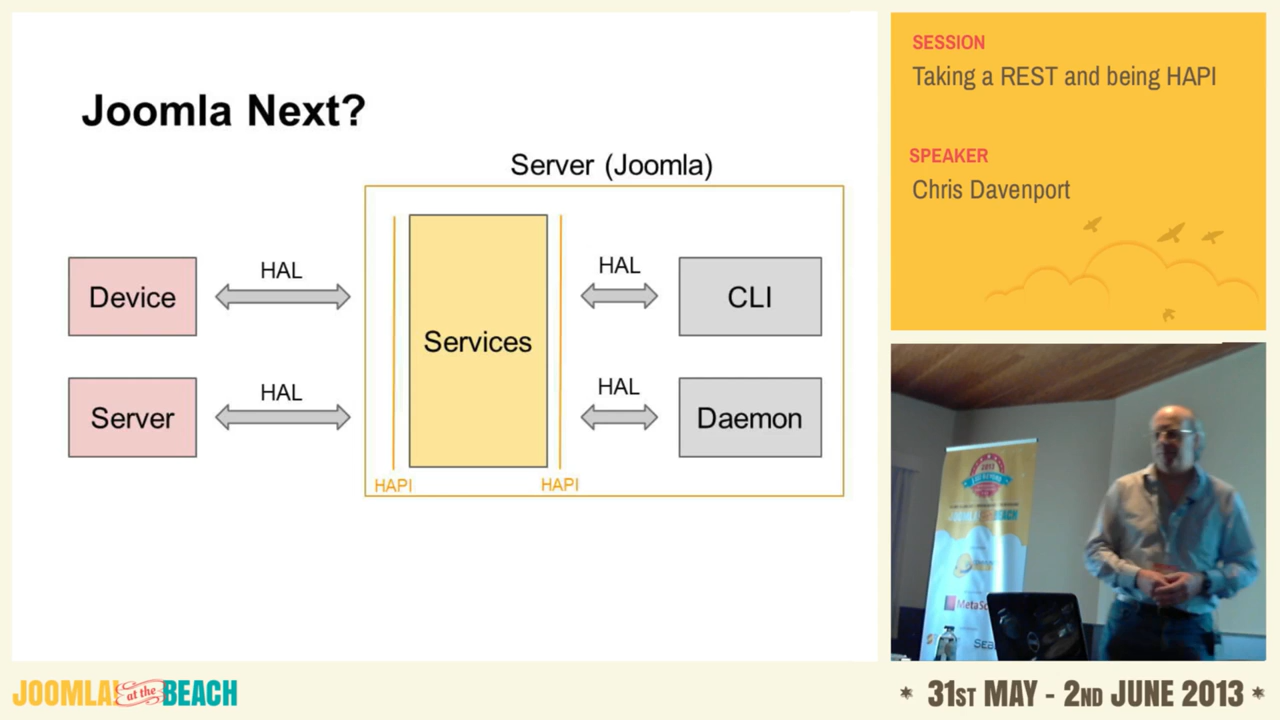 Joomla Next?
Server (Joomla)
Device
HAL
Server
HAL
Services
HAPI
HAPI
HAL
CLI
HAL
Daemon
SESSION
Taking a REST and being HAPI
SPEAKER
Chris Davenport
2013
JOOMLA! at the BEACH
31ST MAY - 2ND JUNE 2013